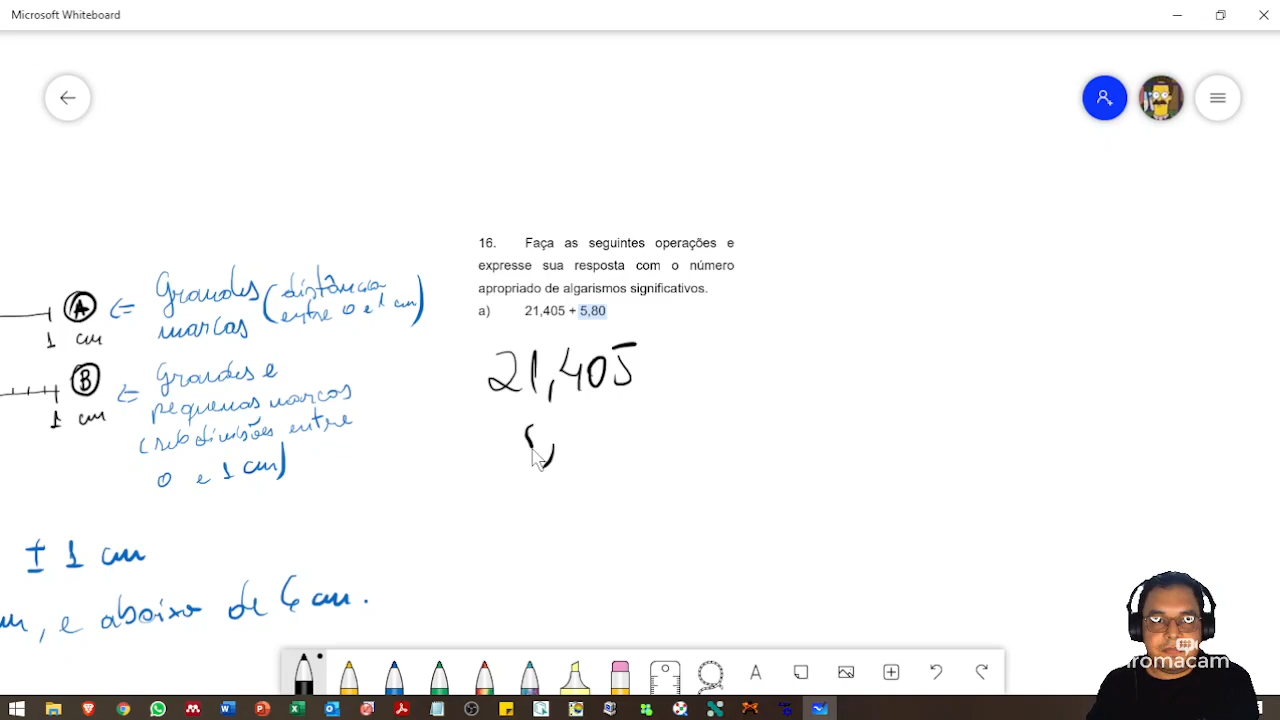 Microsoft Whiteboard
16. Faça as seguintes operações e
expresse sua resposta com o número
apropriado de algarismos significativos.
a) 21,405 + 5,80
21,405
A <= Grandes marcas (distância entre 0 e 1 cm)
1 cm
B <= Grandes e
pequenas marcas
1 cm
(subdivisões entre
0 e 1 cm)
± 1 cm
, e abaixo de 6 cm.
A